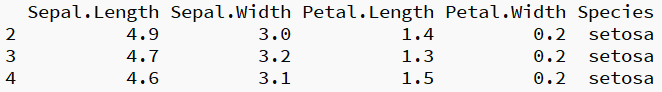 Sepal.Length Sepal.Width Petal.Length Petal.Width Species
2 4.9 3.0 1.4 0.2 setosa
3 4.7 3.2 1.3 0.2 setosa
4 4.6 3.1 1.5 0.2 setosa